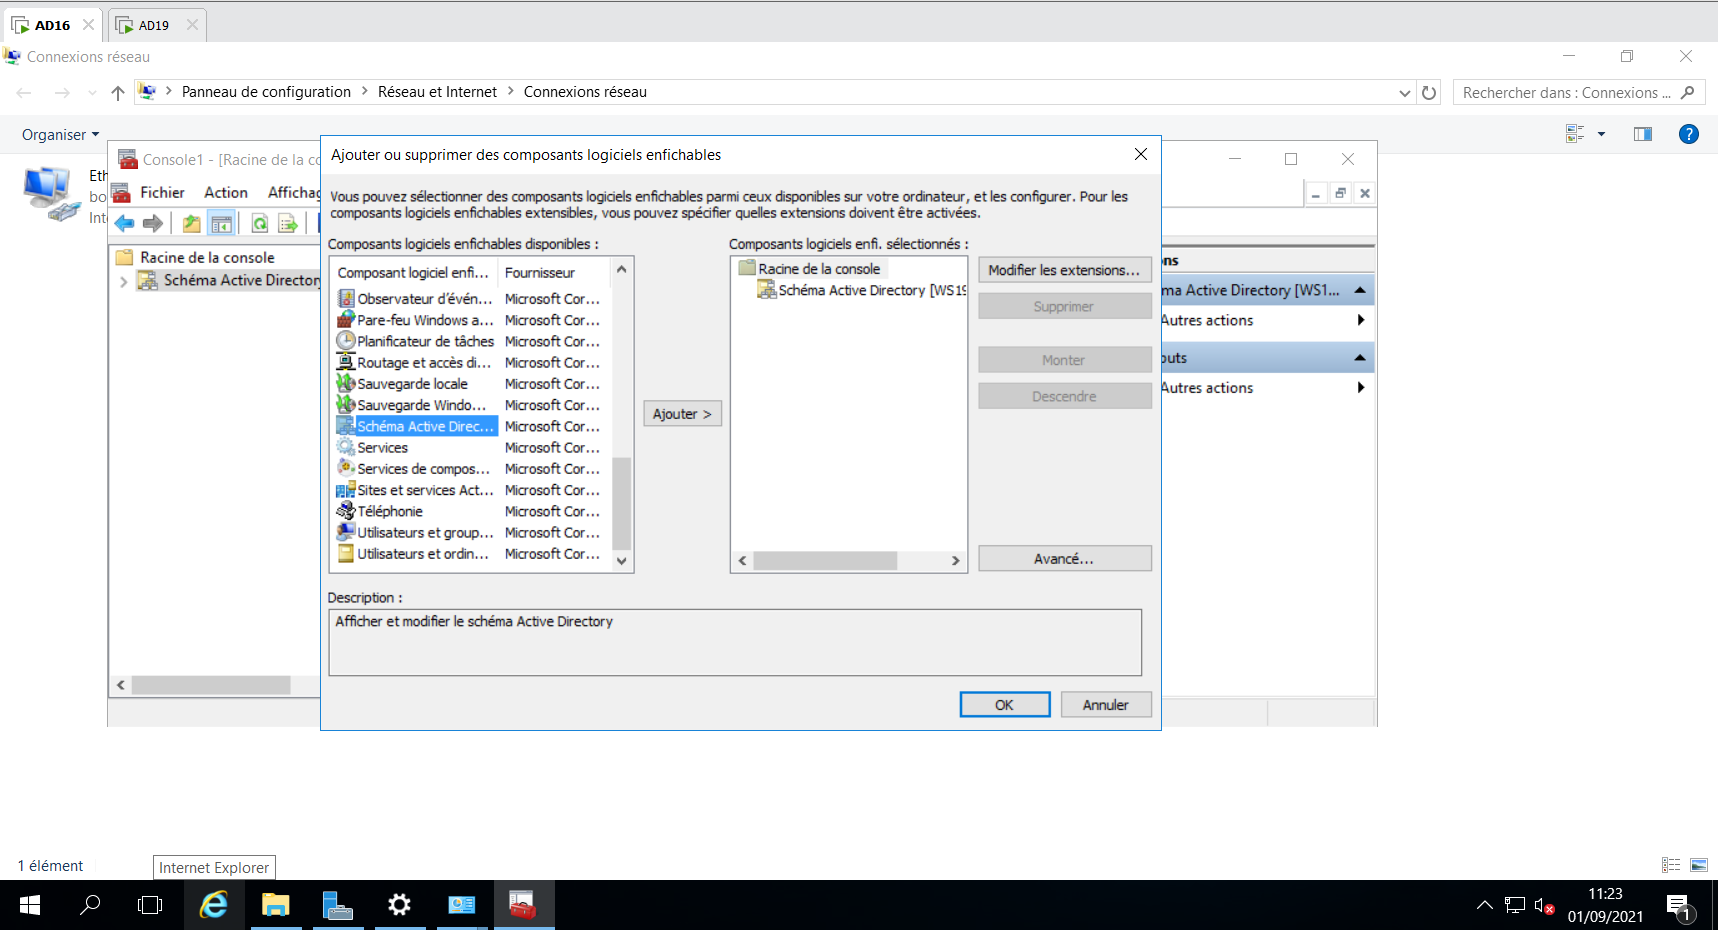 AD16
AD19
Connexions réseau
Panneau de configuration
Réseau et Internet
Connexions réseau
Rechercher dans : Connexions ...
Organiser
Eth
bo
Int
Console1 - [Racine de la co
Fichier
Action
Affichag
Racine de la console
Schéma Active Directory
Ajouter ou supprimer des composants logiciels enfichables
Vous pouvez sélectionner des composants logiciels enfichables parmi ceux disponibles sur votre ordinateur, et les configurer. Pour les
composants logiciels enfichables extensibles, vous pouvez spécifier quelles extensions doivent être activées.
Composants logiciels enfichables disponibles :
Composant logiciel enfi...
Fournisseur
Observateur d'évén...
Microsoft Cor...
Pare-feu Windows a...
Microsoft Cor...
Planificateur de tâches
Microsoft Cor...
Routage et accès di...
Microsoft Cor...
Sauvegarde locale
Microsoft Cor...
Sauvegarde Windo...
Microsoft Cor...
Schéma Active Direc...
Microsoft Cor...
Services
Microsoft Cor...
Services de compos...
Microsoft Cor...
Sites et services Act...
Microsoft Cor...
Téléphonie
Microsoft Cor...
Utilisateurs et group...
Microsoft Cor...
Utilisateurs et ordin...
Microsoft Cor...
Ajouter >
Composants logiciels enfi. sélectionnés :
Racine de la console
Schéma Active Directory [WS19
Modifier les extensions...
Supprimer
Monter
Descendre
Avancé...
Description :
Afficher et modifier le schéma Active Directory
OK
Annuler
ns
ma Active Directory [WS1...
Autres actions
outs
Autres actions
1 élément
Internet Explorer
11:23
01/09/2021
1